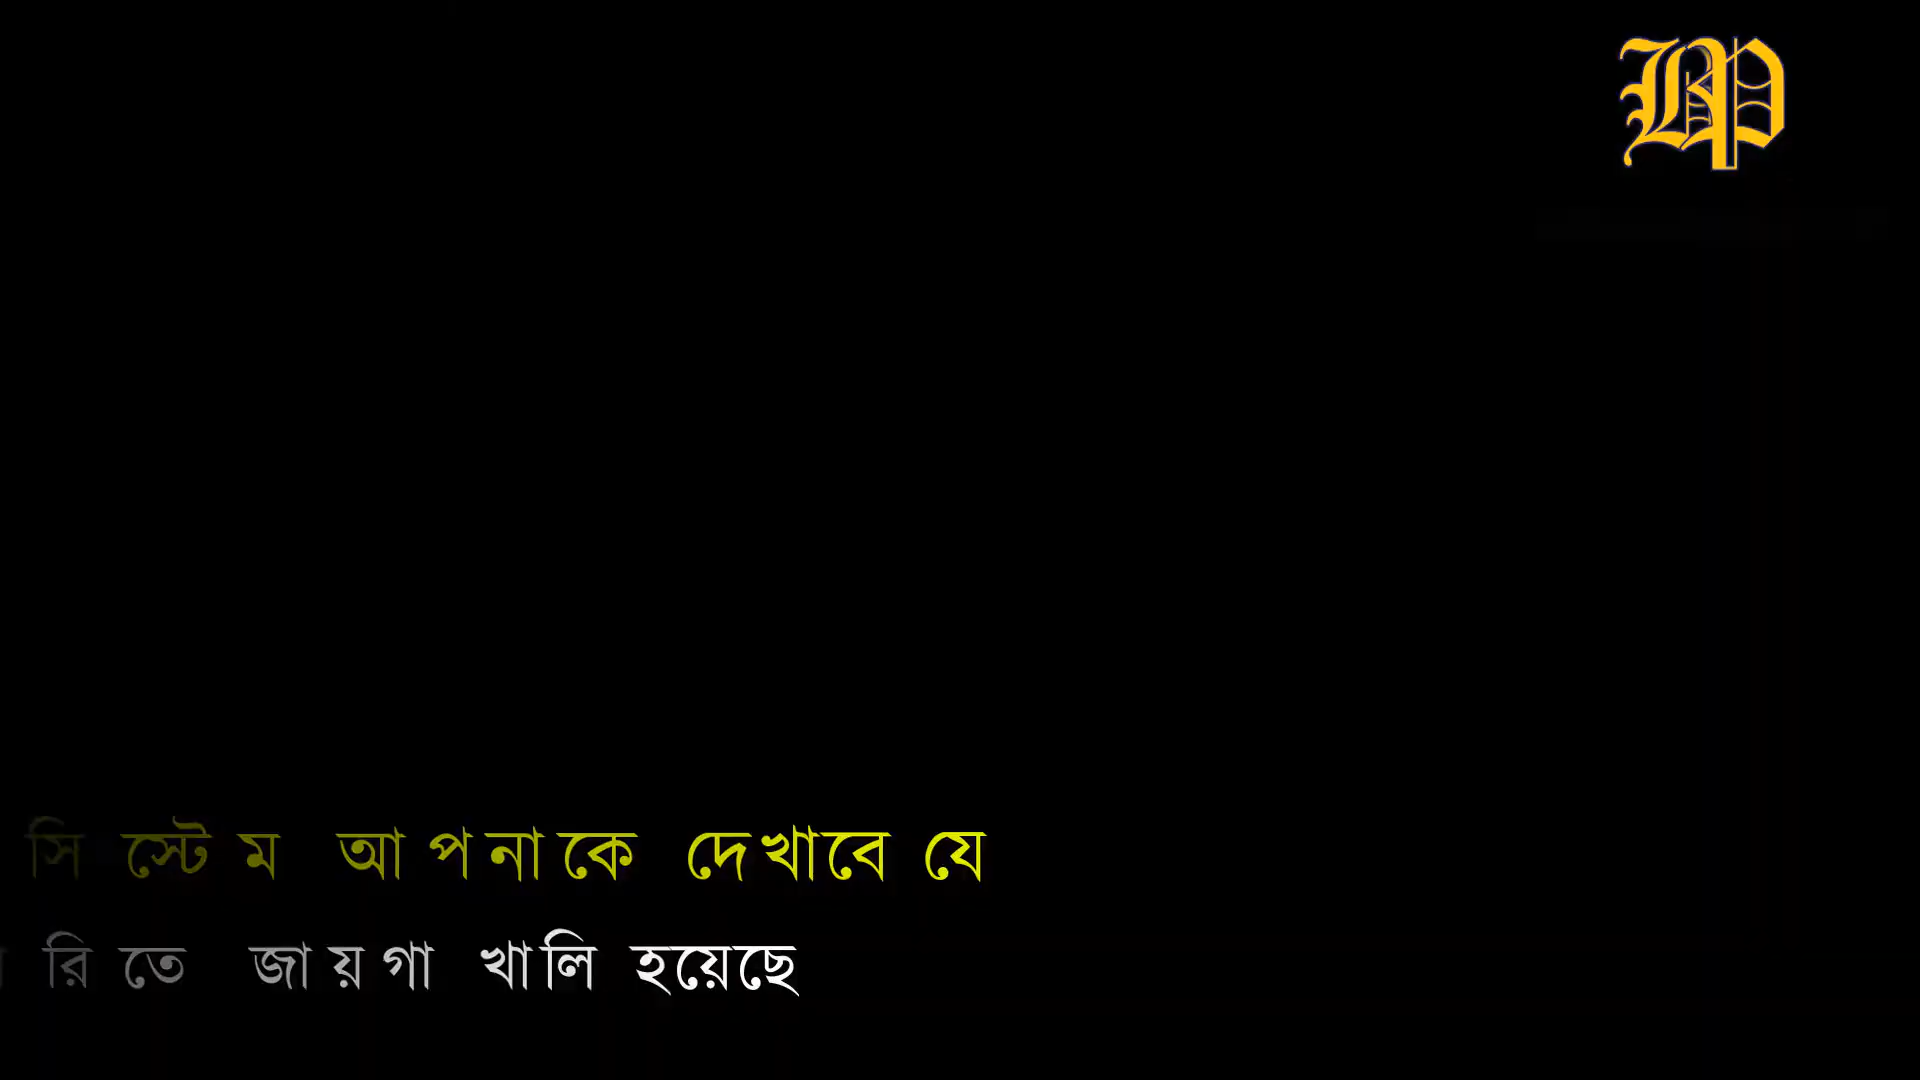 সিস্টেম আপনাকে দেখাবে যে
রিতে জায়গা খালি হয়েছে